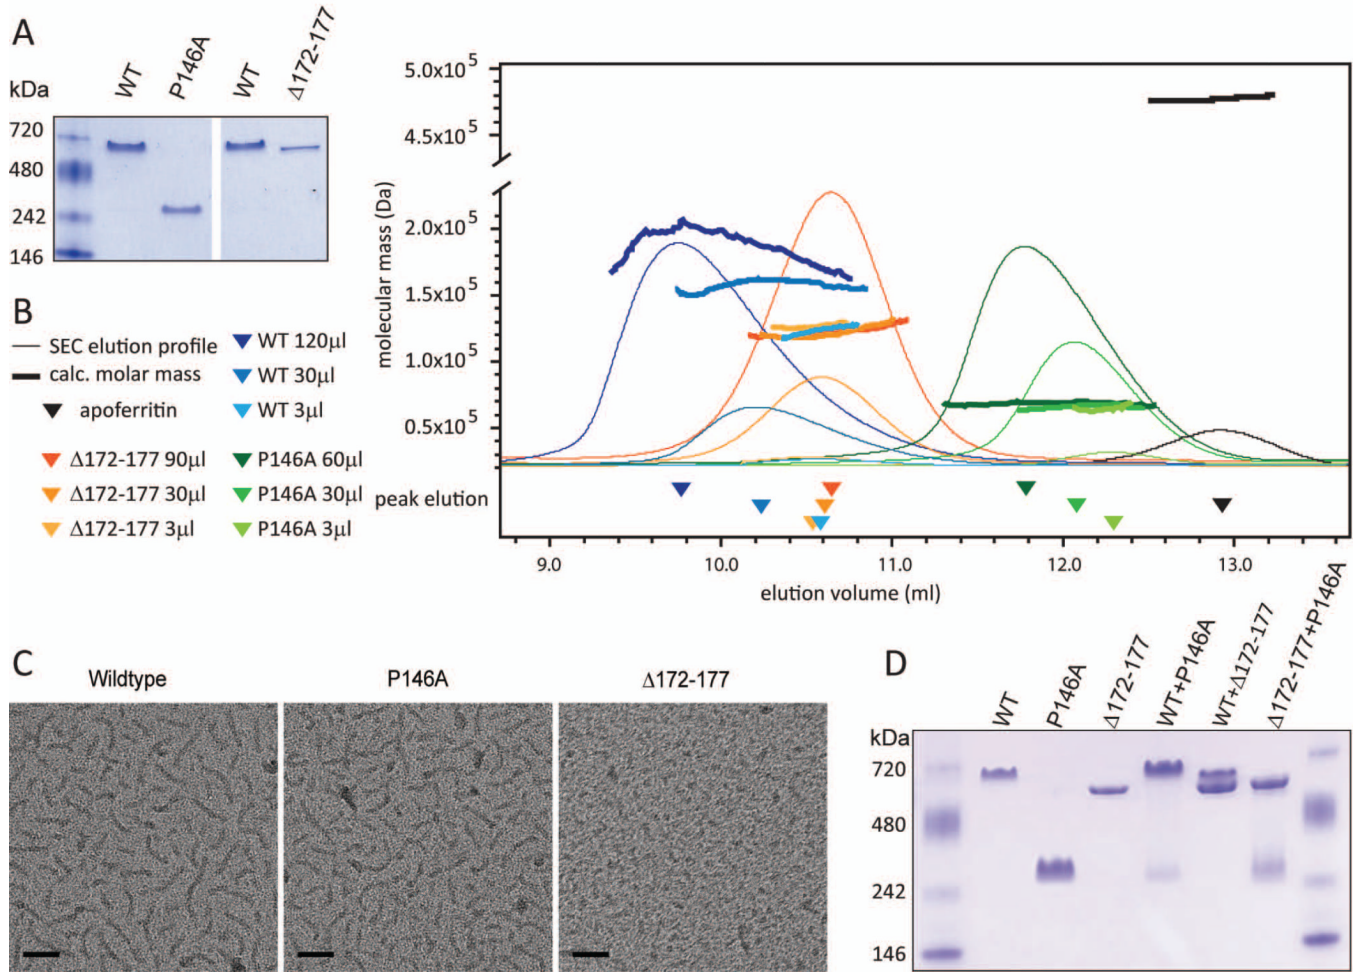 A
kDa
WT
P146A
WT
Δ172-177
720
480
242
146
B
SEC elution profile
calc. molar mass
apoferritin
Δ172-177 90µl
Δ172-177 30µl
Δ172-177 3µl
WT 120µl
WT 30µl
WT 3µl
P146A 60µl
P146A 30µl
P146A 3µl
molecular mass (Da)
5.0x10⁵
4.5x10⁵
2.0x10⁵
1.5x10⁵
1.0x10⁵
0.5x10⁵
peak elution
9.0
10.0
11.0
12.0
13.0
elution volume (ml)
C
Wildtype
P146A
Δ172-177
D
kDa
WT
P146A
Δ172-177
WT+P146A
WT+Δ172-177
Δ172-177+P146A
720
480
242
146